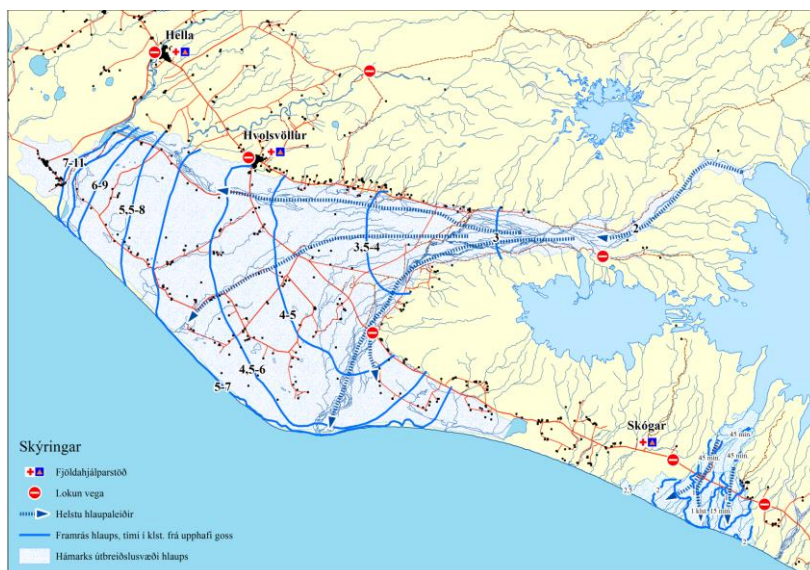 Hella
Hvolsvöllur
7-11
6-9
5,5-8
3,5-4
3
2
4-5
4,5-6
5-7
Skógar
45 mín.
45 mín.
45 mín.
2
1 klst.
15 mín.
2
Skýringar
Fjöldahjálparstöð
Lokun vega
Helstu hlaupaleiðir
Framrás hlaups, tími í klst. frá upphafi goss
Hámarks útbreiðslusvæði hlaups